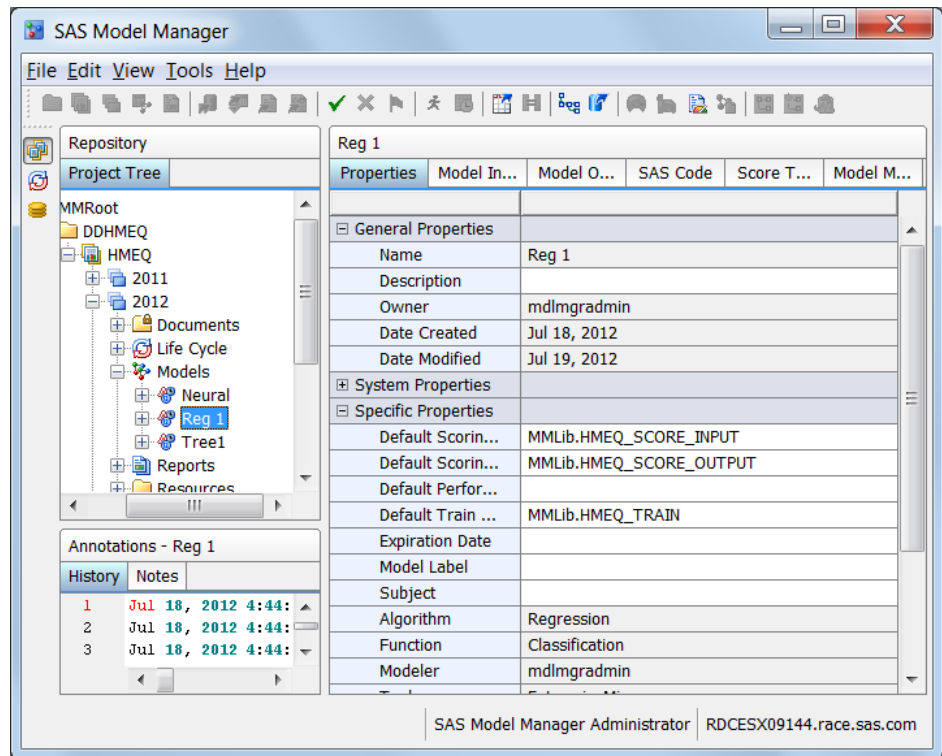 SAS Model Manager
File Edit View Tools Help
Repository
Project Tree
MMRoot
DDHMEQ
HMEQ
2011
2012
Documents
Life Cycle
Models
Neural
Reg 1
Tree1
Reports
Resources
Annotations - Reg 1
History Notes
1 Jul 18, 2012 4:44:
2 Jul 18, 2012 4:44:
3 Jul 18, 2012 4:44:
Reg 1
Properties Model In... Model O... SAS Code Score T... Model M...
General Properties
Name Reg 1
Description
Owner mdlmgradmin
Date Created Jul 18, 2012
Date Modified Jul 19, 2012
System Properties
Specific Properties
Default Scorin... MMLib.HMEQ_SCORE_INPUT
Default Scorin... MMLib.HMEQ_SCORE_OUTPUT
Default Perfor...
Default Train ... MMLib.HMEQ_TRAIN
Expiration Date
Model Label
Subject
Algorithm Regression
Function Classification
Modeler mdlmgradmin
SAS Model Manager Administrator RDCESX09144.race.sas.com